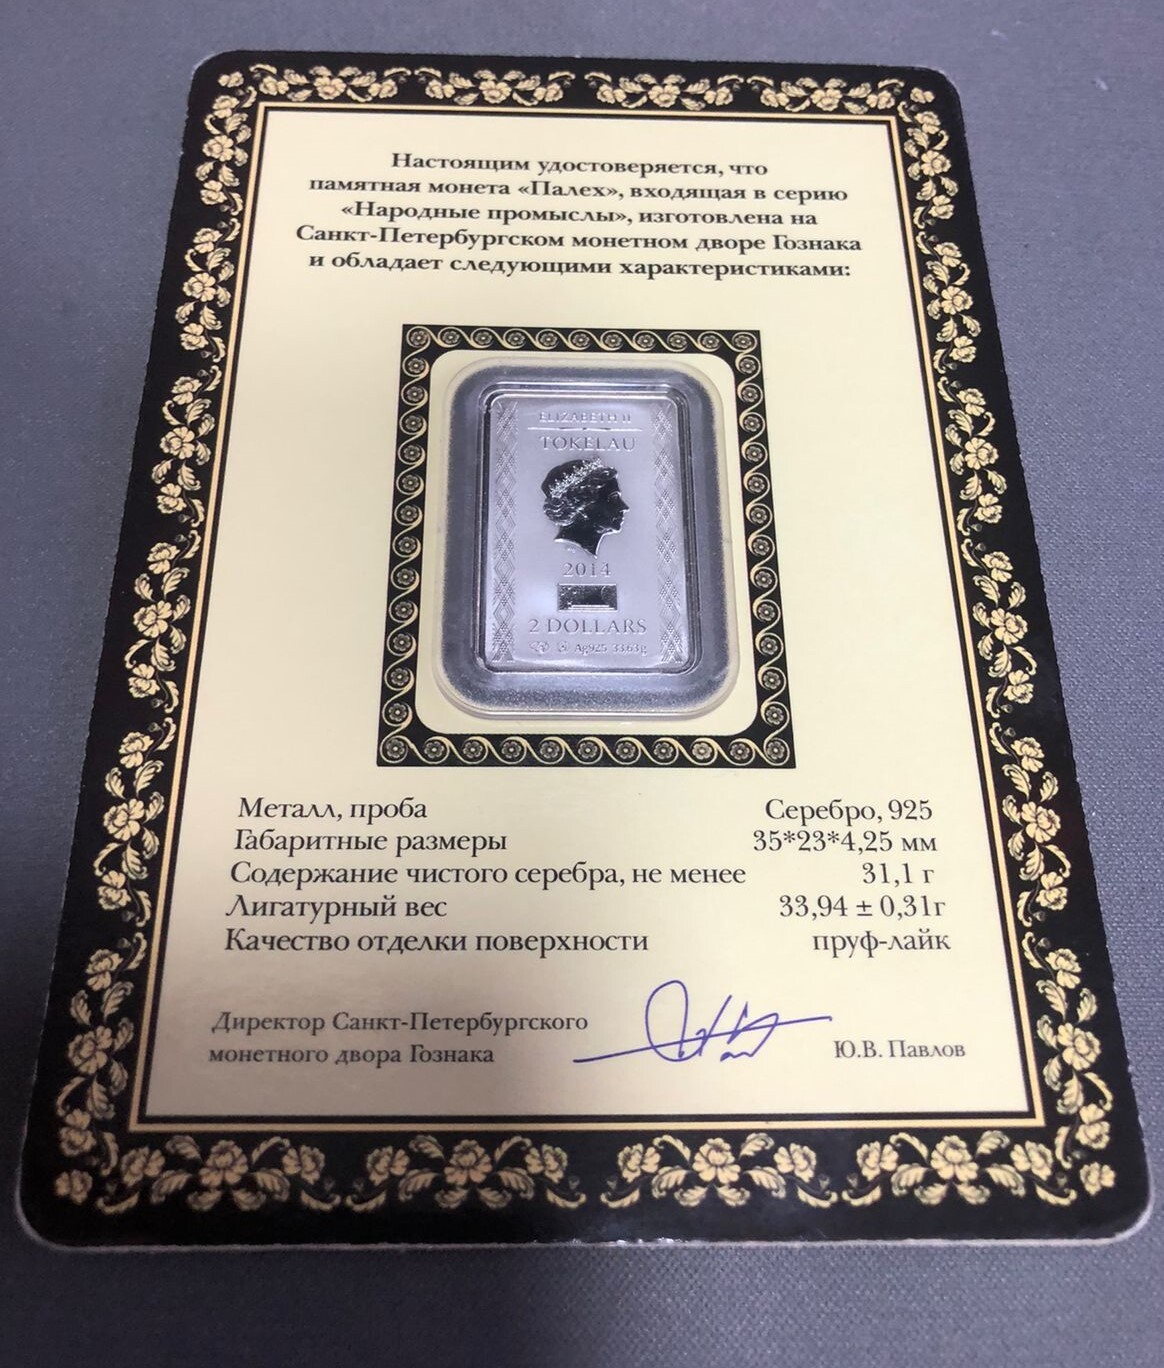 Настоящим удостоверяется, что
памятная монета «Палех», входящая в серию
«Народные промыслы», изготовлена на
Санкт-Петербургском монетном дворе Гознака
и обладает следующими характеристиками:
ELIZABETH II
TOKELAU
2014
2 DOLLARS
Ag925 33.63g
Металл, проба Серебро, 925
Габаритные размеры 35*23*4,25 мм
Содержание чистого серебра, не менее 31,1 г
Лигатурный вес 33,94 ± 0,31г
Качество отделки поверхности пруф-лайк
Директор Санкт-Петербургского
монетного двора Гознака Ю.В. Павлов